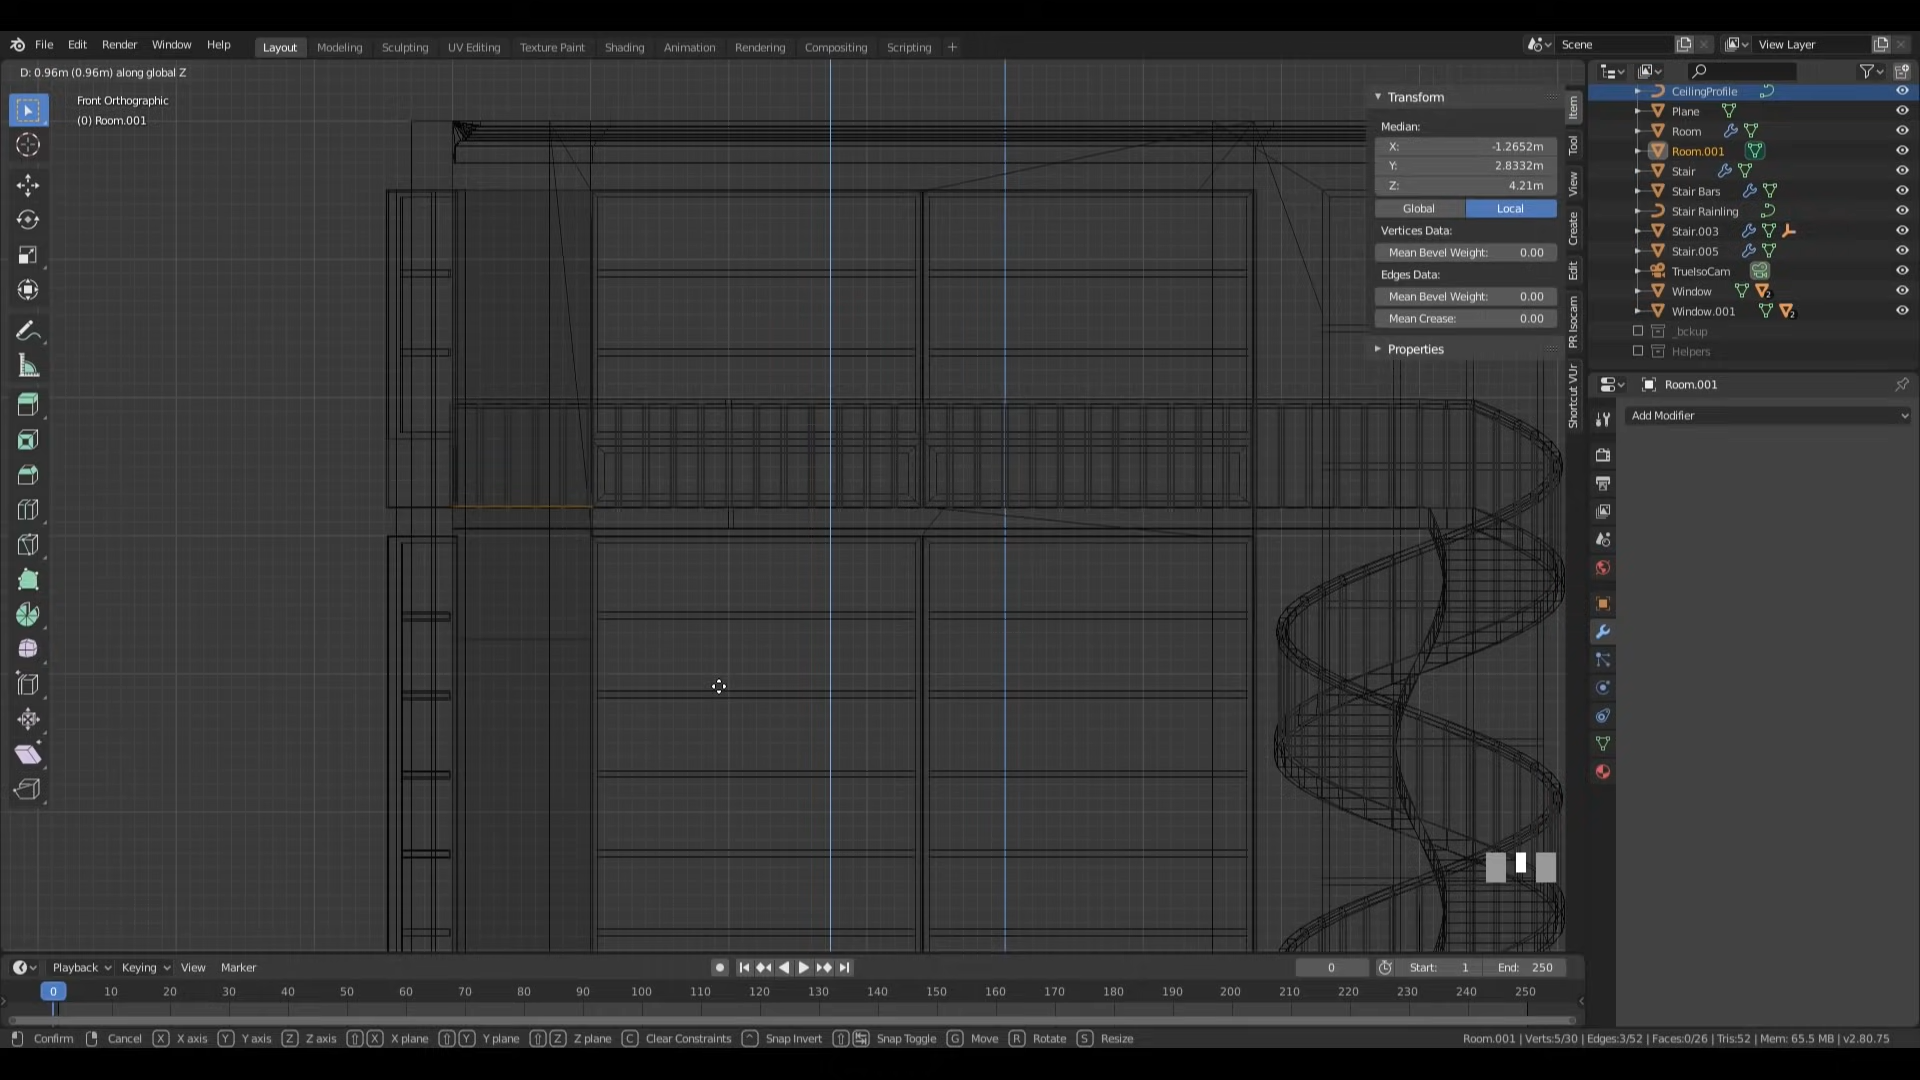 File Edit Render Window Help Layout Modeling Sculpting UV Editing Texture Paint Shading Animation Rendering Compositing Scripting + Scene View Layer
D: 0.96m (0.96m) along global Z
Front Orthographic
(0) Room.001
Transform
Median:
X: -1.2652m
Y: 2.8332m
Z: 4.21m
Global Local
Vertices Data:
Mean Bevel Weight: 0.00
Edges Data:
Mean Bevel Weight: 0.00
Mean Crease: 0.00
Properties
Item
Tool
View
Create
Edit
PR Isocam
Shortcut VUr
CeilingProfile
Plane
Room
Room.001
Stair
Stair Bars
Stair Rainling
Stair.003
Stair.005
TrueIsoCam
Window
2
Window.001
2
_bckup
Helpers
Room.001
Add Modifier
Playback Keying View Marker 0 Start: 1 End: 250
0 10 20 30 40 50 60 70 80 90 100 110 120 130 140 150 160 170 180 190 200 210 220 230 240 250
Confirm Cancel X X axis Y Y axis Z Z axis X X plane Y Y plane Z Z plane C Clear Constraints ^ Snap Invert Snap Toggle G Move R Rotate S Resize Room.001 | Verts:5/30 | Edges:3/52 | Faces:0/26 | Tris:52 | Mem: 65.5 MB | v2.80.75